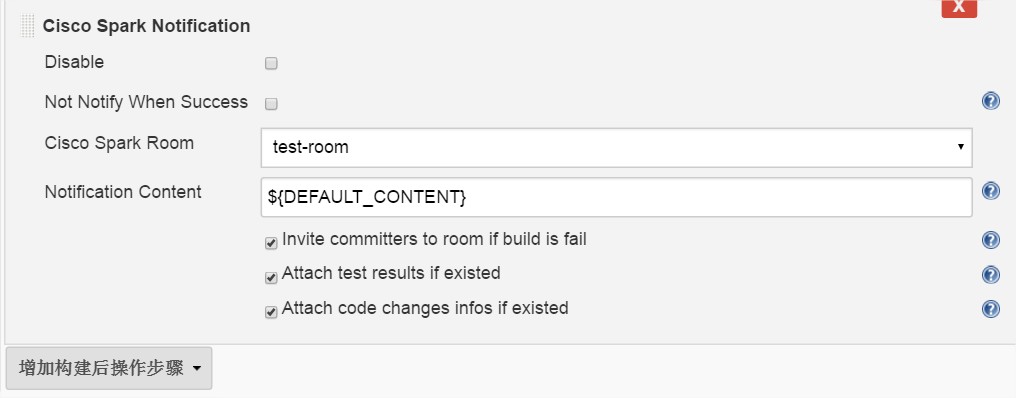 X
Cisco Spark Notification
Disable
Not Notify When Success
Cisco Spark Room
test-room
Notification Content
${DEFAULT_CONTENT}
Invite committers to room if build is fail
Attach test results if existed
Attach code changes infos if existed
增加构建后操作步骤